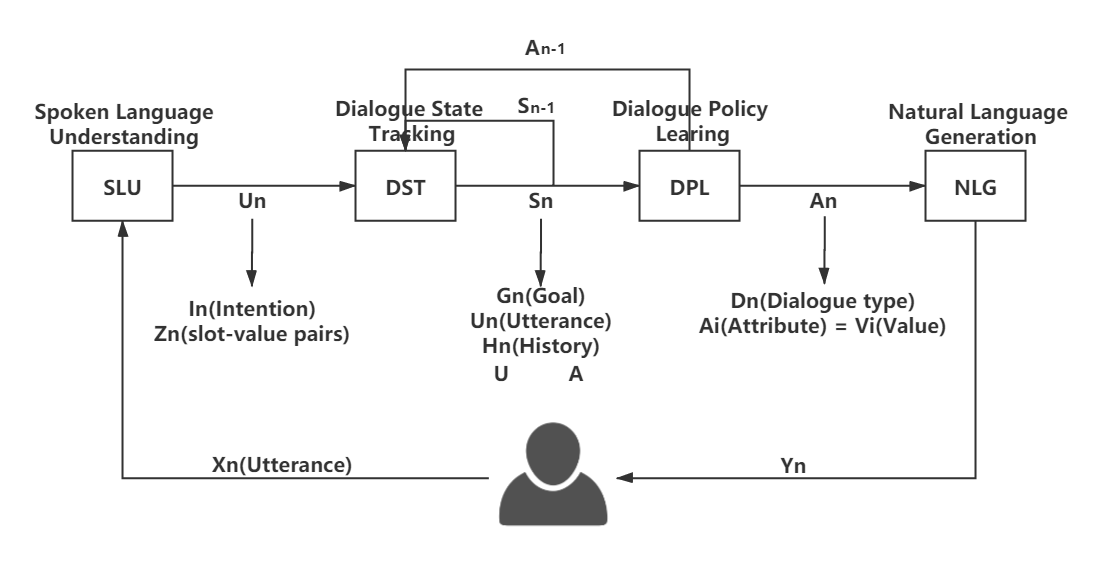 An-1
Sn-1
Spoken Language
Understanding
Dialogue State
Tracking
Dialogue Policy
Learing
Natural Language
Generation
SLU
DST
DPL
NLG
Un
Sn
An
In(Intention)
Zn(slot-value pairs)
Gn(Goal)
Un(Utterance)
Hn(History)
U A
Dn(Dialogue type)
Ai(Attribute) = Vi(Value)
Xn(Utterance)
Yn